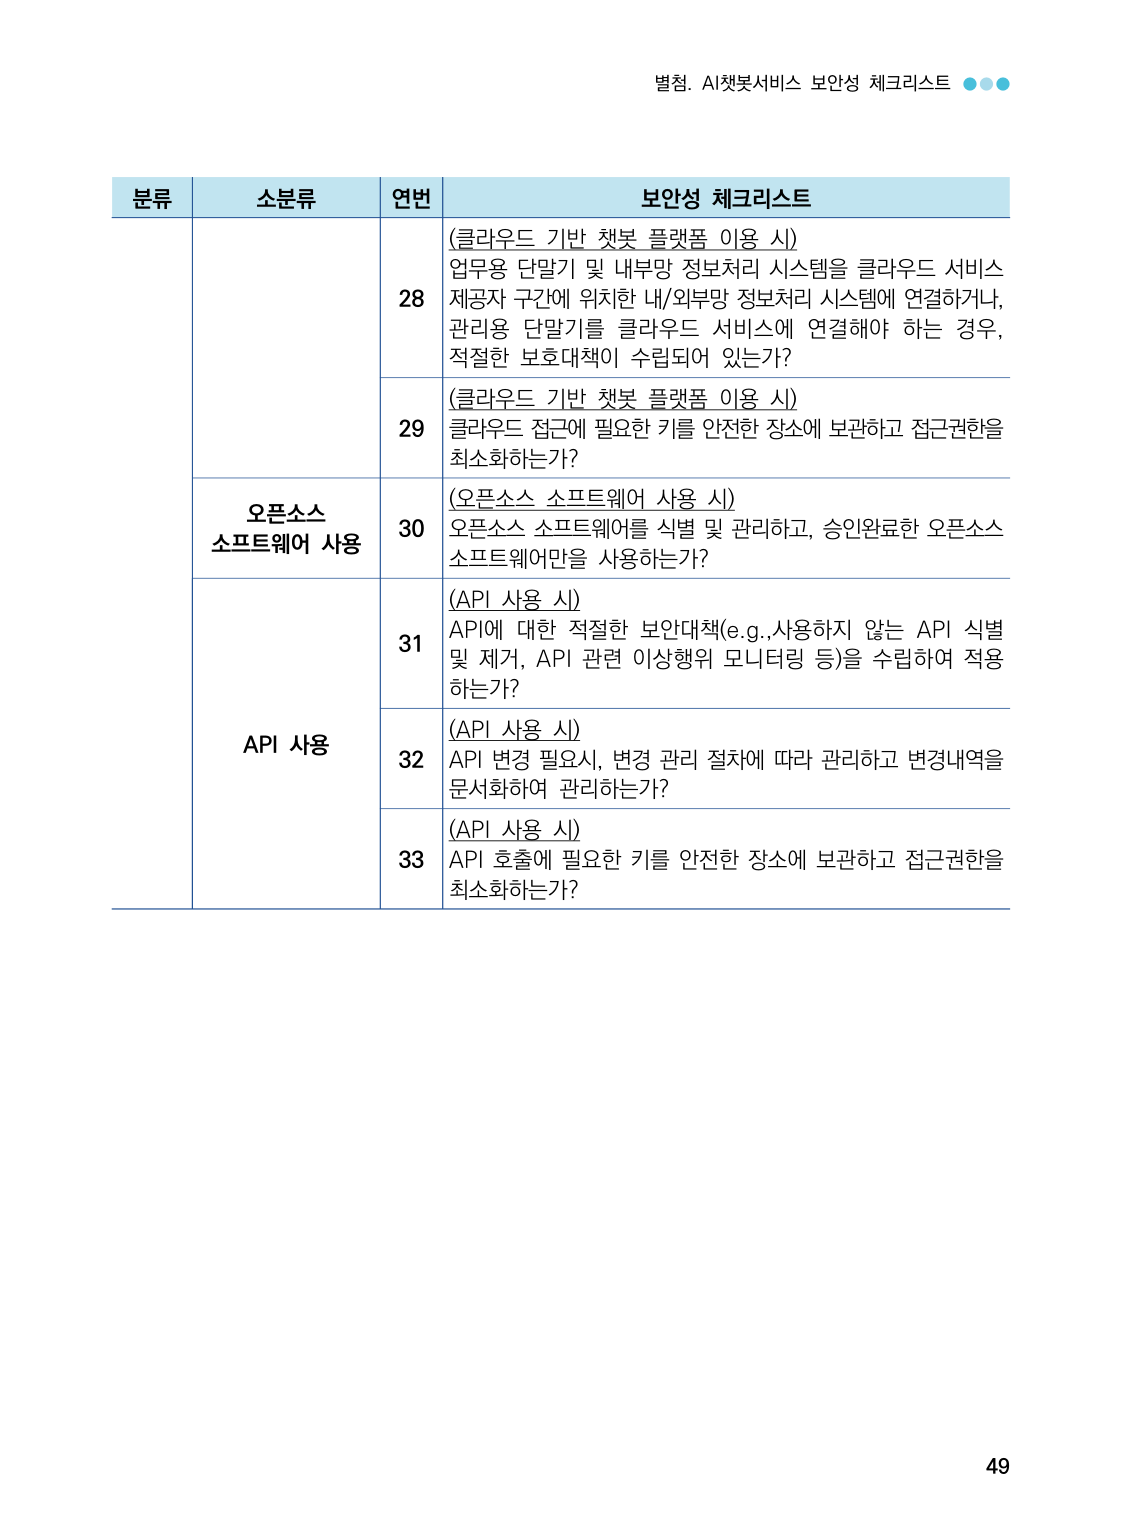 별첨. AI챗봇서비스 보안성 체크리스트
분류 소분류 연번 보안성 체크리스트
28
(클라우드 기반 챗봇 플랫폼 이용 시)
업무용 단말기 및 내부망 정보처리 시스템을 클라우드 서비스
제공자 구간에 위치한 내/외부망 정보처리 시스템에 연결하거나,
관리용 단말기를 클라우드 서비스에 연결해야 하는 경우,
적절한 보호대책이 수립되어 있는가?
29
(클라우드 기반 챗봇 플랫폼 이용 시)
클라우드 접근에 필요한 키를 안전한 장소에 보관하고 접근권한을
최소화하는가?
오픈소스
소프트웨어 사용
30
(오픈소스 소프트웨어 사용 시)
오픈소스 소프트웨어를 식별 및 관리하고, 승인완료한 오픈소스
소프트웨어만을 사용하는가?
API 사용
31
(API 사용 시)
API에 대한 적절한 보안대책(e.g.,사용하지 않는 API 식별
및 제거, API 관련 이상행위 모니터링 등)을 수립하여 적용
하는가?
32
(API 사용 시)
API 변경 필요시, 변경 관리 절차에 따라 관리하고 변경내역을
문서화하여 관리하는가?
33
(API 사용 시)
API 호출에 필요한 키를 안전한 장소에 보관하고 접근권한을
최소화하는가?
49